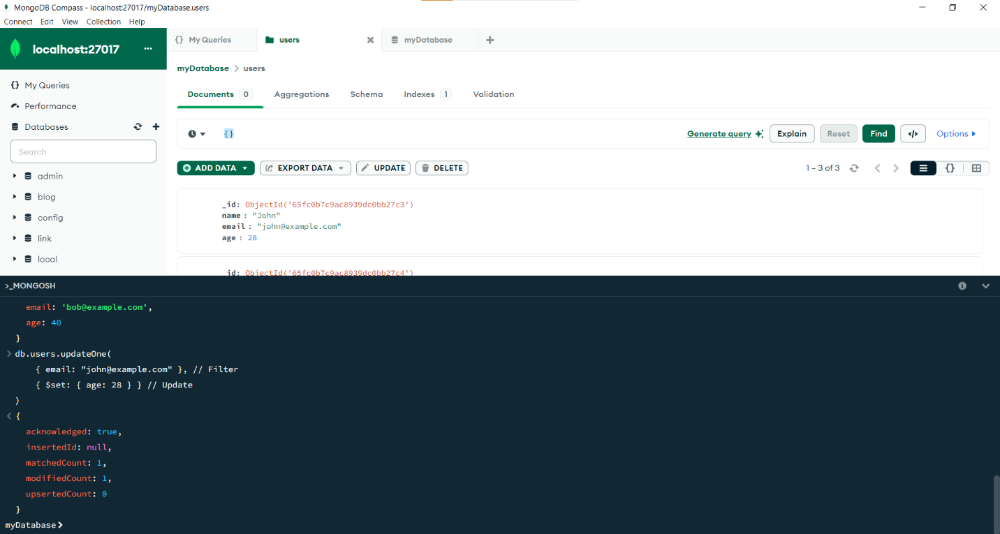 MongoDB Compass - localhost:27017/myDatabase.users
Connect Edit View Collection Help
localhost:27017 ...
{} My Queries
users
myDatabase
{} My Queries
Performance
Databases
Search
admin
blog
config
link
local
myDatabase > users
Documents 0 Aggregations Schema Indexes 1 Validation
{} Generate query Explain Reset Find </> Options
ADD DATA EXPORT DATA UPDATE DELETE 1 – 3 of 3 {}
_id: ObjectId('65fc0b7c9ac8939dc0bb27c3')
name : "John"
email : "john@example.com"
age : 28
_id: ObjectId('65fc0b7c9ac8939dc0bb27c4')
>_MONGOSH
email: 'bob@example.com',
age: 40
}
> db.users.updateOne(
{ email: "john@example.com" }, // Filter
{ $set: { age: 28 } } // Update
)
< {
acknowledged: true,
insertedId: null,
matchedCount: 1,
modifiedCount: 1,
upsertedCount: 0
}
myDatabase>